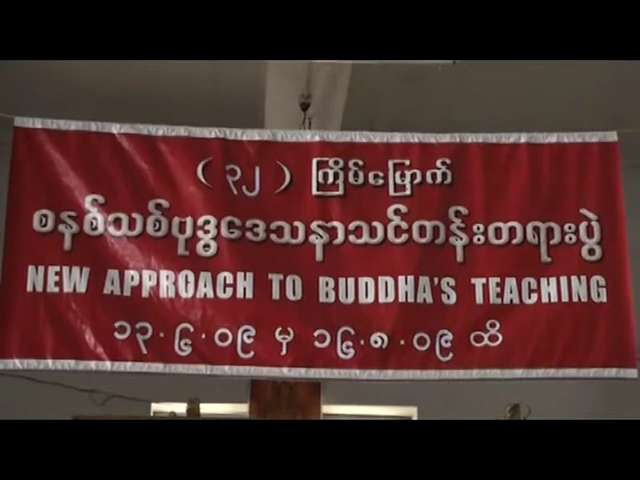 ( ၃၂ ) ကြိမ်မြောက်
စနစ်သစ်ဗုဒ္ဓဒေသနာသင်တန်းတရားပွဲ
NEW APPROACH TO BUDDHA'S TEACHING
၁၃.၆.၀၉ မှ ၁၆.၈.၀၉ ထိ